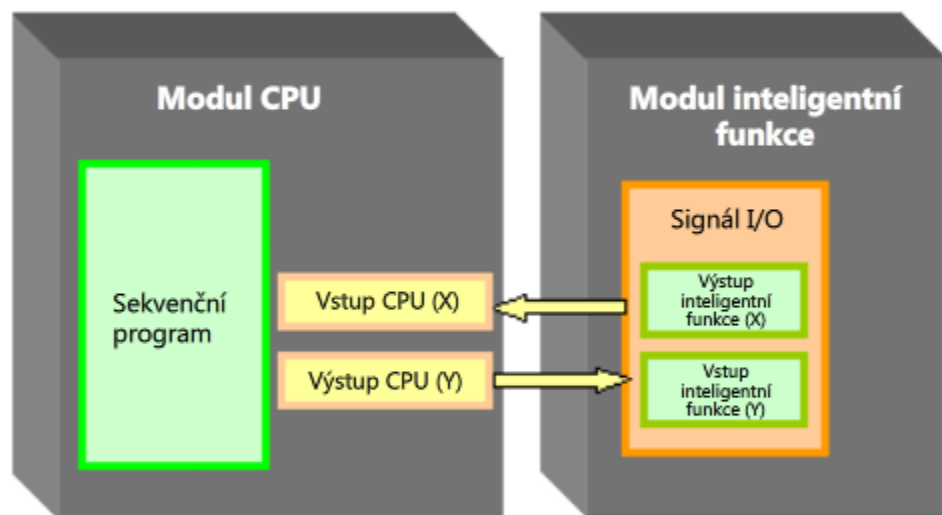 Modul CPU
Sekvenční
program
Vstup CPU (X)
Výstup CPU (Y)
Modul inteligentní
funkce
Signál I/O
Výstup
inteligentní
funkce (X)
Vstup
inteligentní
funkce (Y)